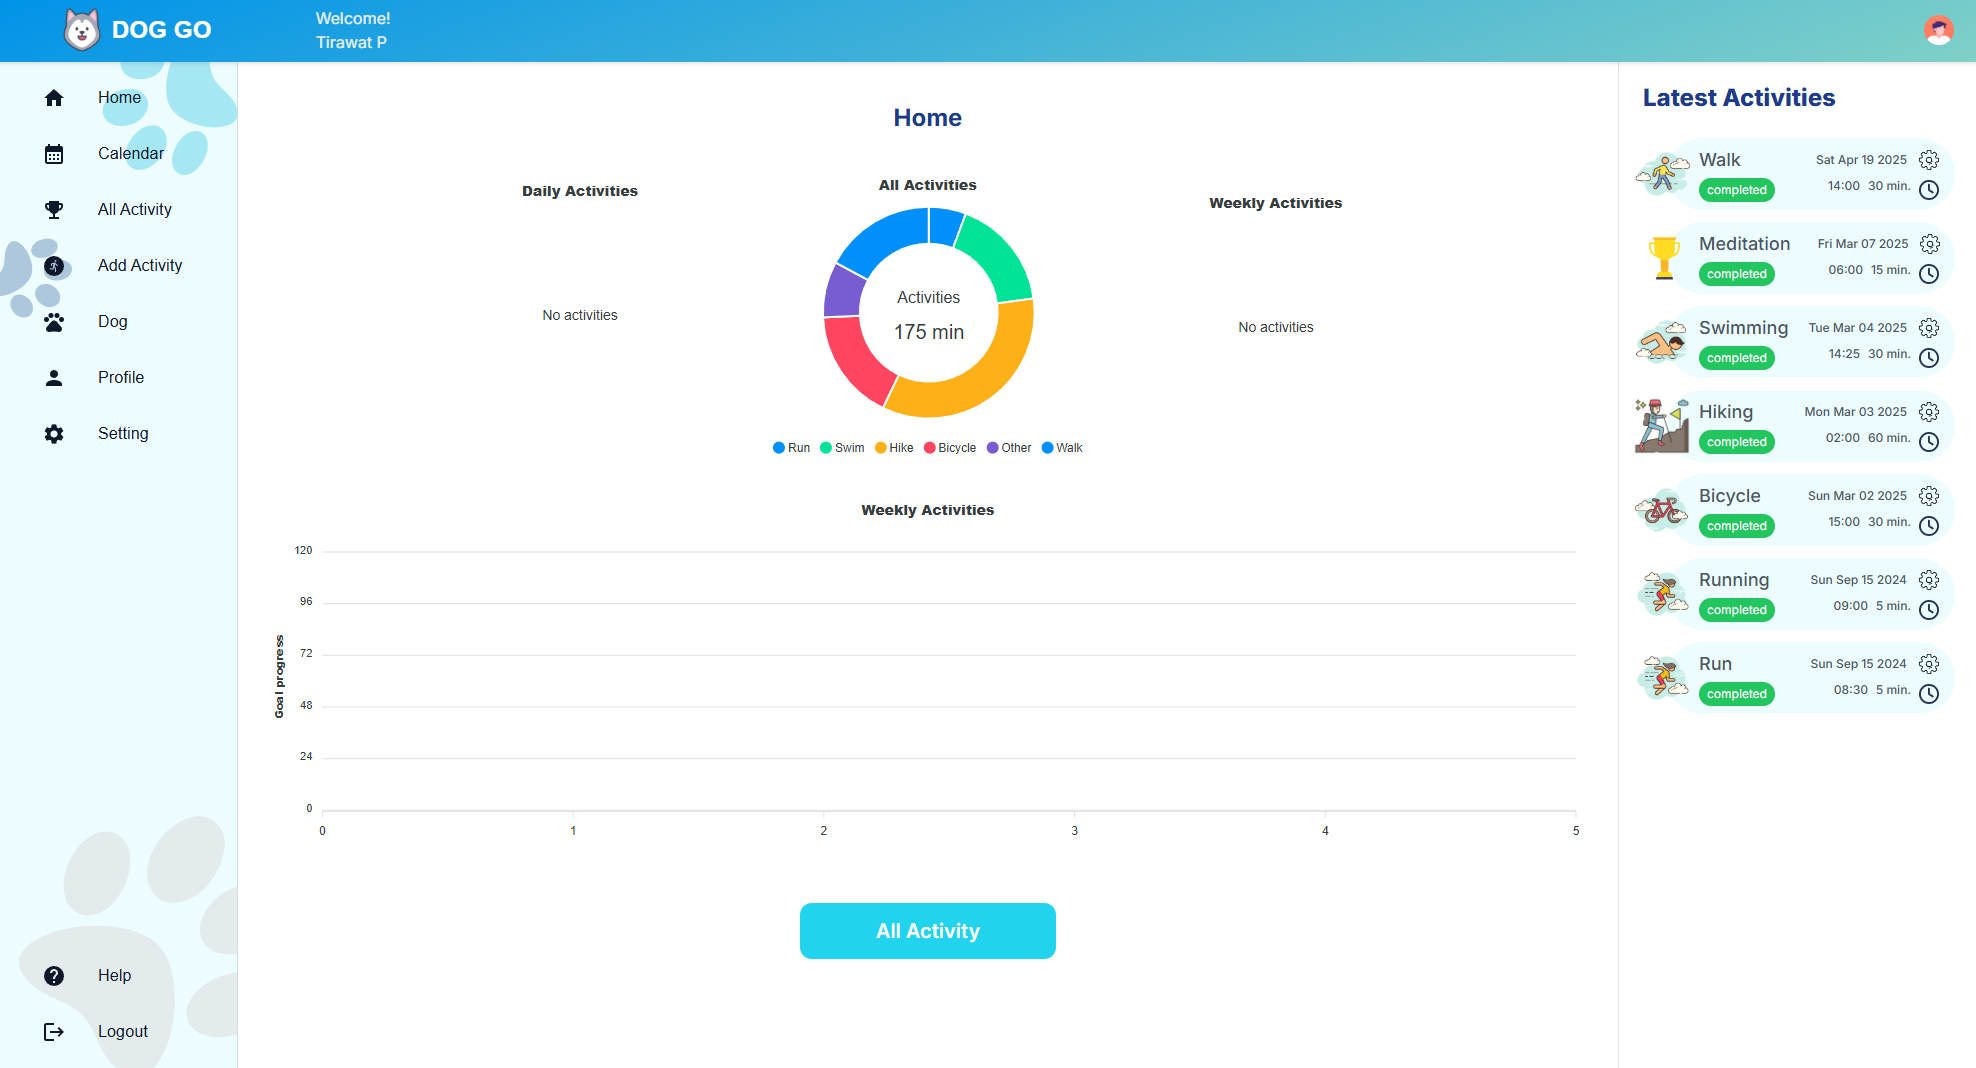 DOG GO
Welcome!
Tirawat P
Home
Calendar
All Activity
Add Activity
Dog
Profile
Setting
Help
Logout
Home
Daily Activities
No activities
All Activities
Activities
175 min
Run Swim Hike Bicycle Other Walk
Weekly Activities
No activities
Weekly Activities
Goal progress
120
96
72
48
24
0
0 1 2 3 4 5
All Activity
Latest Activities
Walk Sat Apr 19 2025
completed 14:00 30 min.
Meditation Fri Mar 07 2025
completed 06:00 15 min.
Swimming Tue Mar 04 2025
completed 14:25 30 min.
Hiking Mon Mar 03 2025
completed 02:00 60 min.
Bicycle Sun Mar 02 2025
completed 15:00 30 min.
Running Sun Sep 15 2024
completed 09:00 5 min.
Run Sun Sep 15 2024
completed 08:30 5 min.